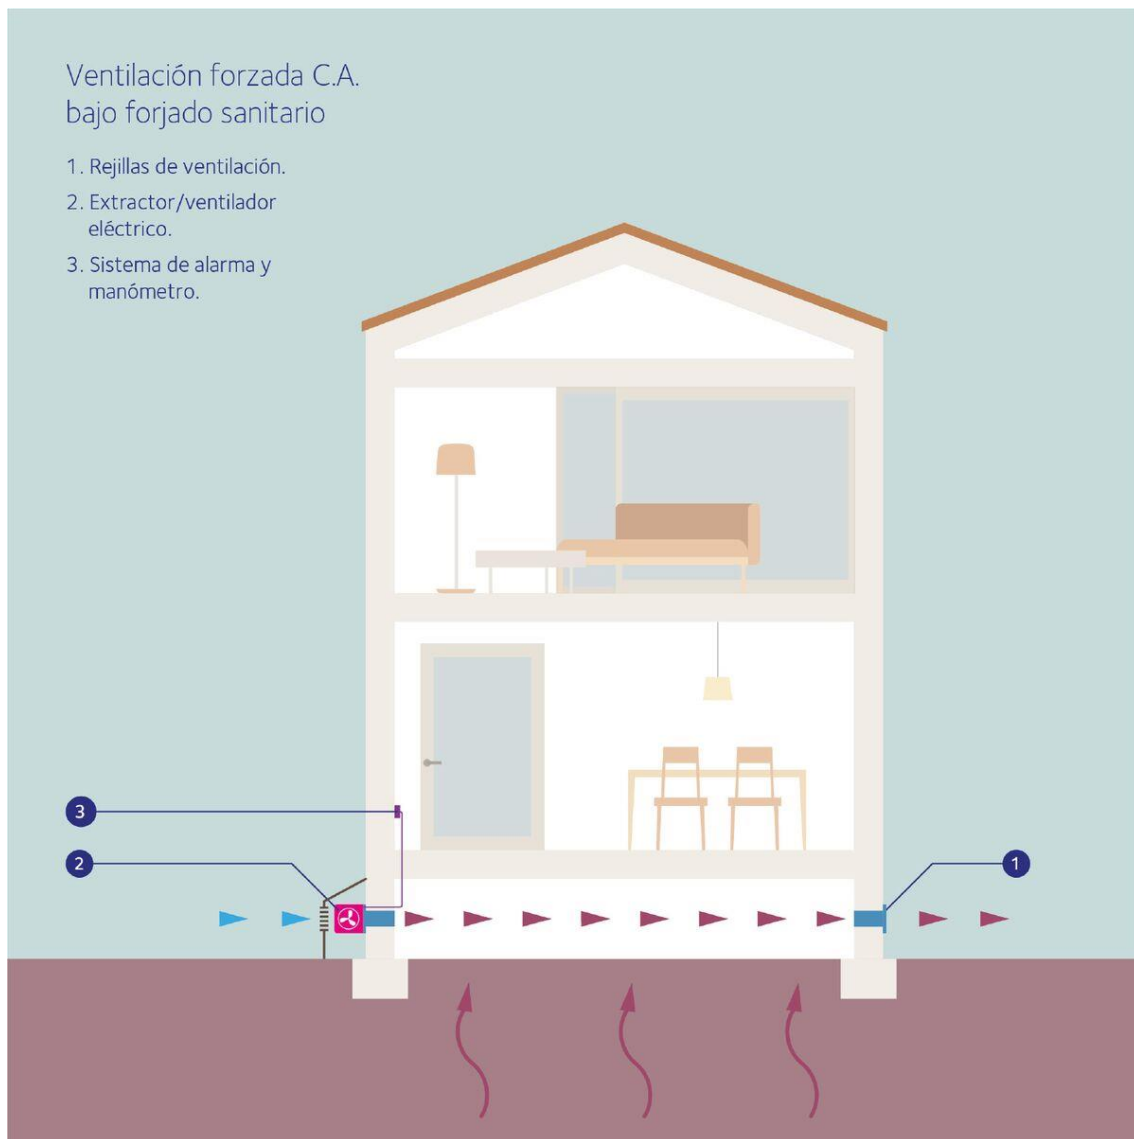 Ventilación forzada C.A.
bajo forjado sanitario
1. Rejillas de ventilación.
2. Extractor/ventilador
eléctrico.
3. Sistema de alarma y
manómetro.
3
2
1